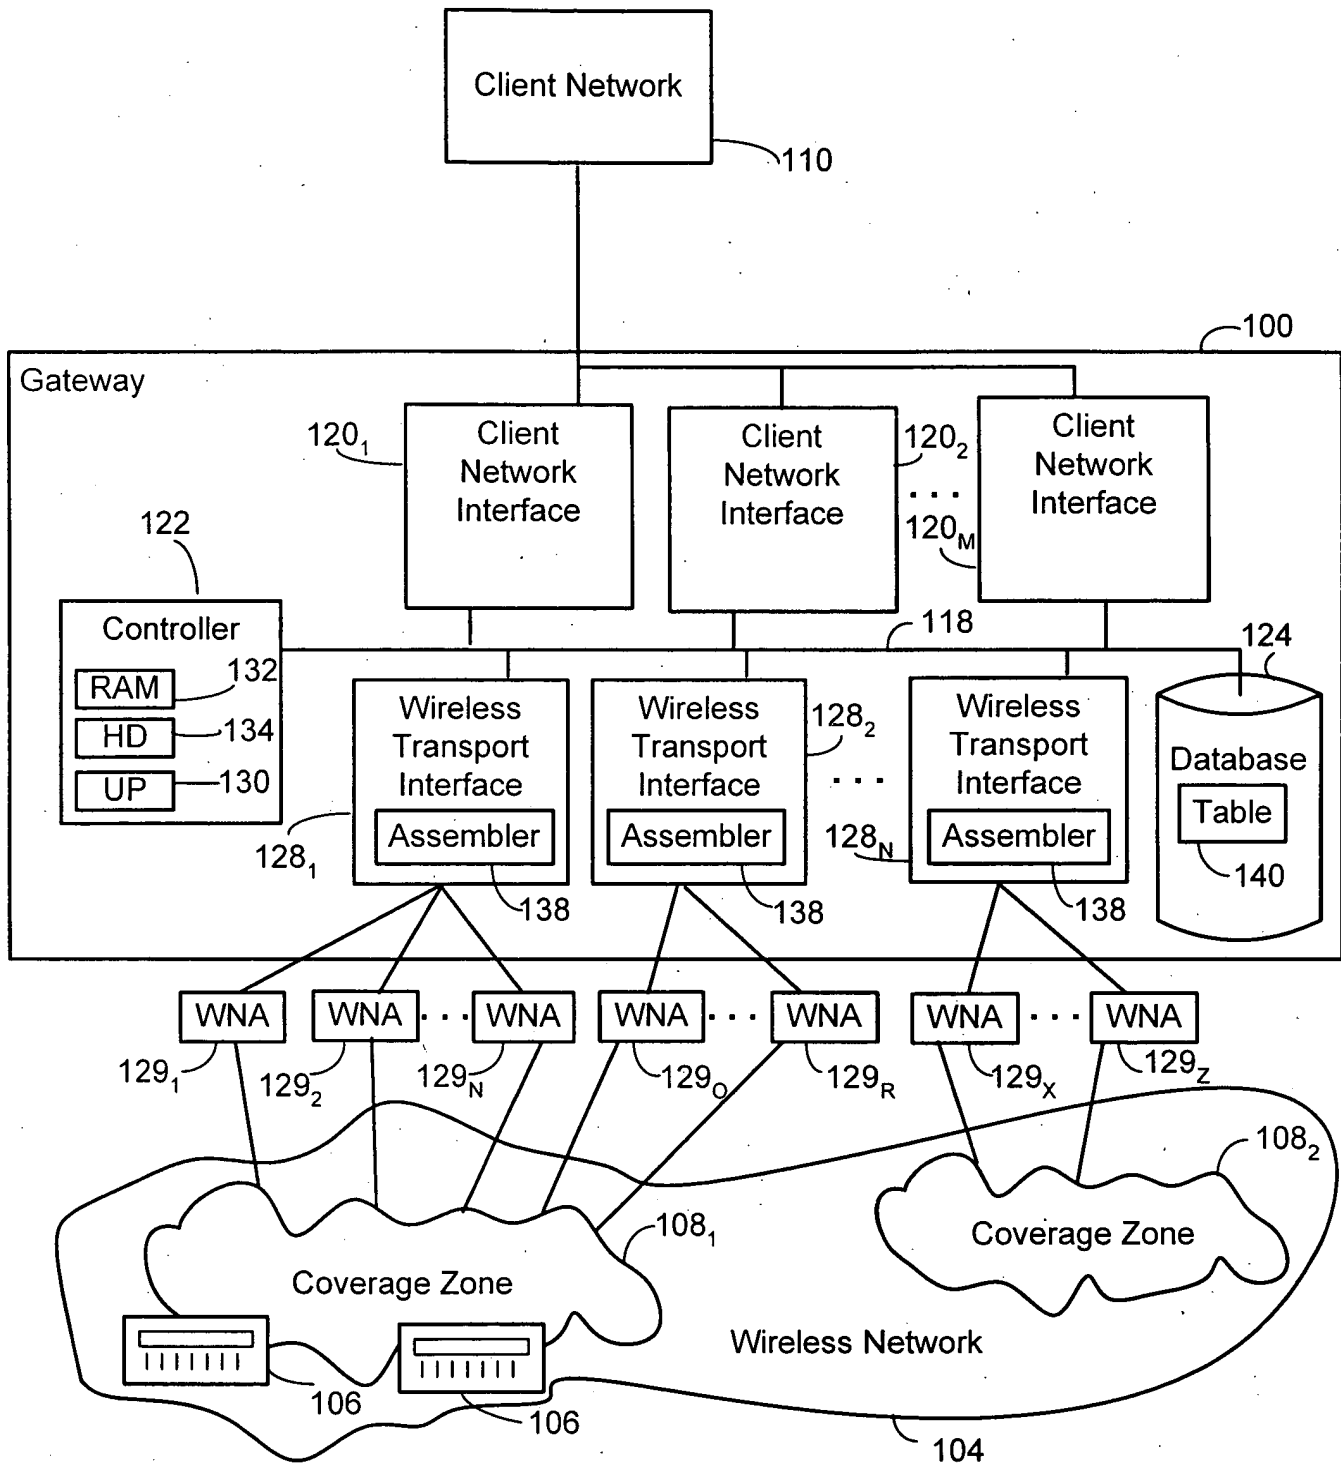 Client Network
110
100
Gateway
120₁
Client
Network
Interface
Client
Network
Interface
120₂
. . .
120M
Client
Network
Interface
122
Controller
RAM
132
HD
134
UP
130
118
124
Wireless
Transport
Interface
Assembler
138
128₁
Wireless
Transport
Interface
Assembler
138
128₂
. . .
128N
Wireless
Transport
Interface
Assembler
138
Database
Table
140
WNA
WNA
. . .
WNA
WNA
. . .
WNA
WNA
. . .
WNA
129₁
129₂
129N
129O
129R
129X
129Z
108₁
108₂
Coverage Zone
Coverage Zone
Wireless Network
106
106
104